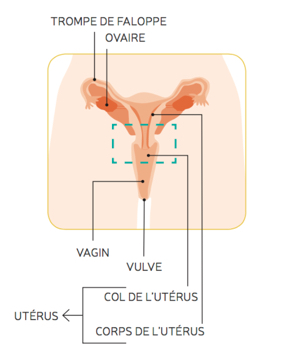 TROMPE DE FALOPPE
OVAIRE
VAGIN
VULVE
COL DE L'UTÉRUS
UTÉRUS
CORPS DE L'UTÉRUS